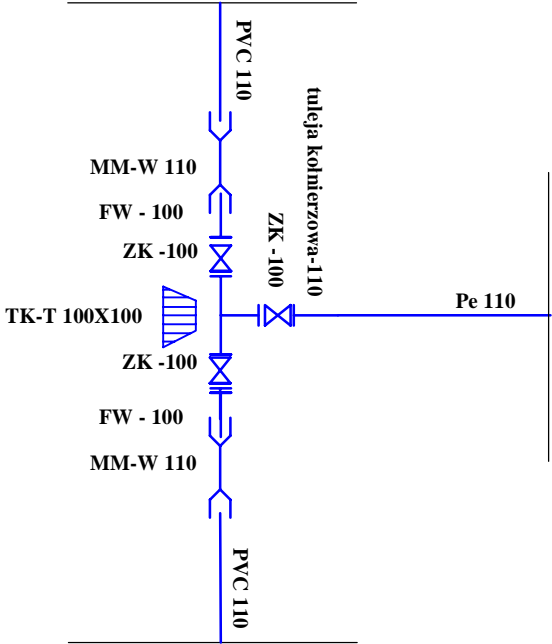 PVC 110
MM-W 110
FW - 100
ZK -100
TK-T 100X100
ZK -100
FW - 100
MM-W 110
PVC 110
ZK -100
tuleja kołnierzowa-110
Pe 110